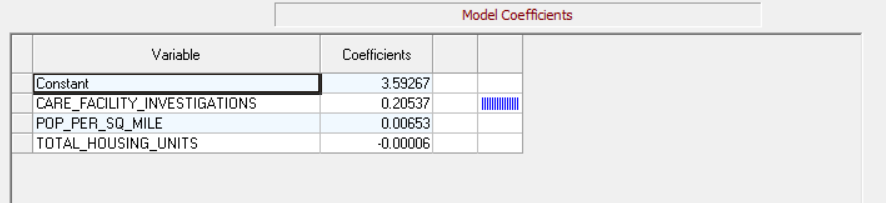 Model Coefficients
Variable Coefficients
Constant 3.59267
CARE_FACILITY_INVESTIGATIONS 0.20537
POP_PER_SQ_MILE 0.00653
TOTAL_HOUSING_UNITS -0.00006